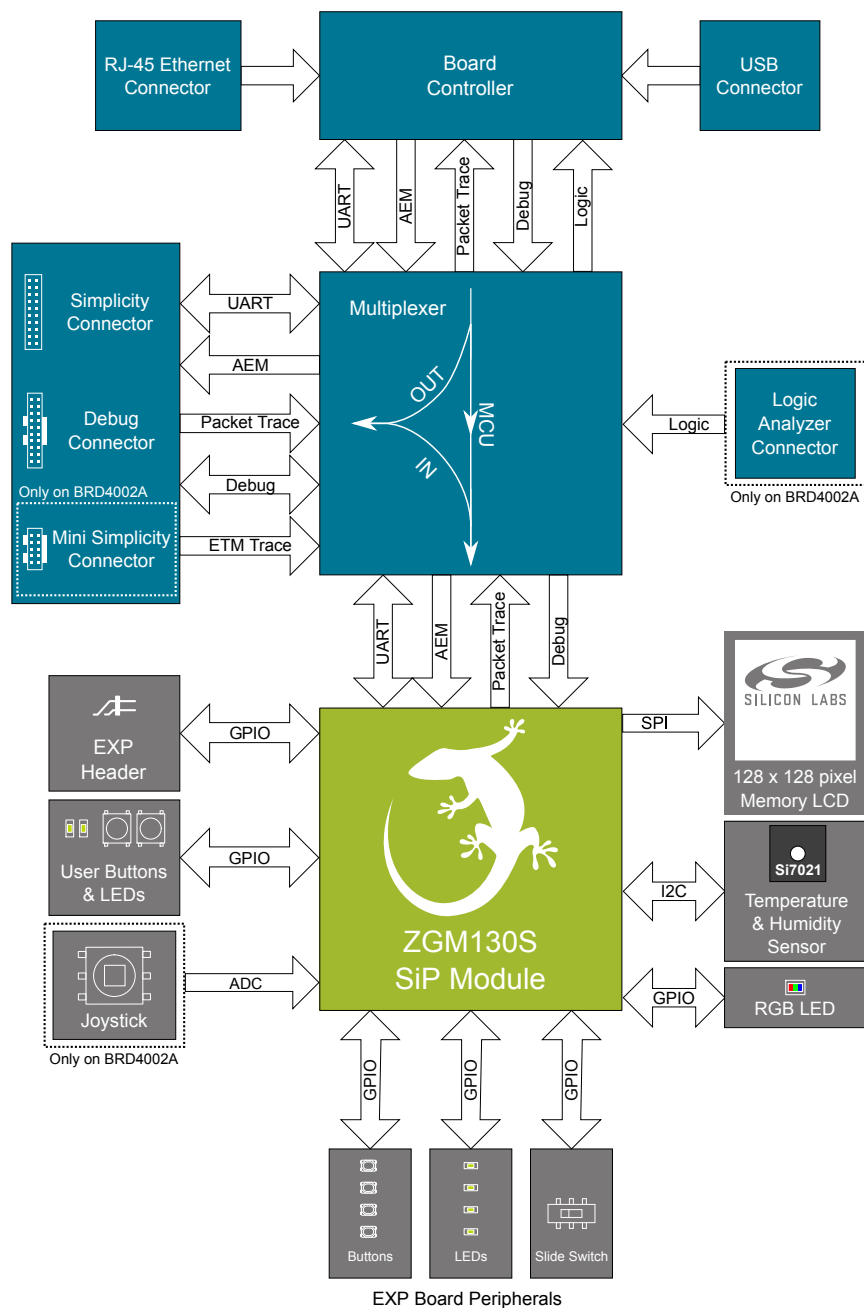 RJ-45 Ethernet
Connector
Board
Controller
USB
Connector
UART
AEM
Packet Trace
Debug
Logic
Simplicity
Connector
Debug
Connector
Only on BRD4002A
Mini Simplicity
Connector
UART
AEM
Packet Trace
Debug
ETM Trace
Multiplexer
OUT
MCU
IN
Logic
Logic
Analyzer
Connector
Only on BRD4002A
UART
AEM
Packet Trace
Debug
EXP
Header
GPIO
User Buttons
& LEDs
GPIO
Joystick
ADC
Only on BRD4002A
ZGM130S
SiP Module
SPI
SILICON LABS
128 x 128 pixel
Memory LCD
I2C
Si7021
Temperature
& Humidity
Sensor
GPIO
RGB LED
GPIO
GPIO
GPIO
Buttons
LEDs
Slide Switch
EXP Board Peripherals